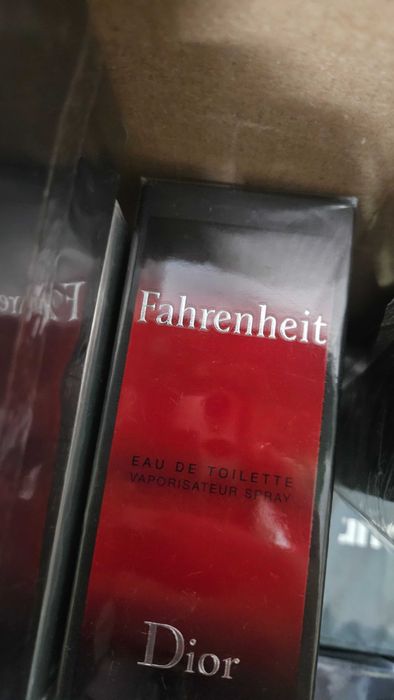 Fahrenheit
EAU DE TOILETTE
VAPORISATEUR SPRAY
Dior